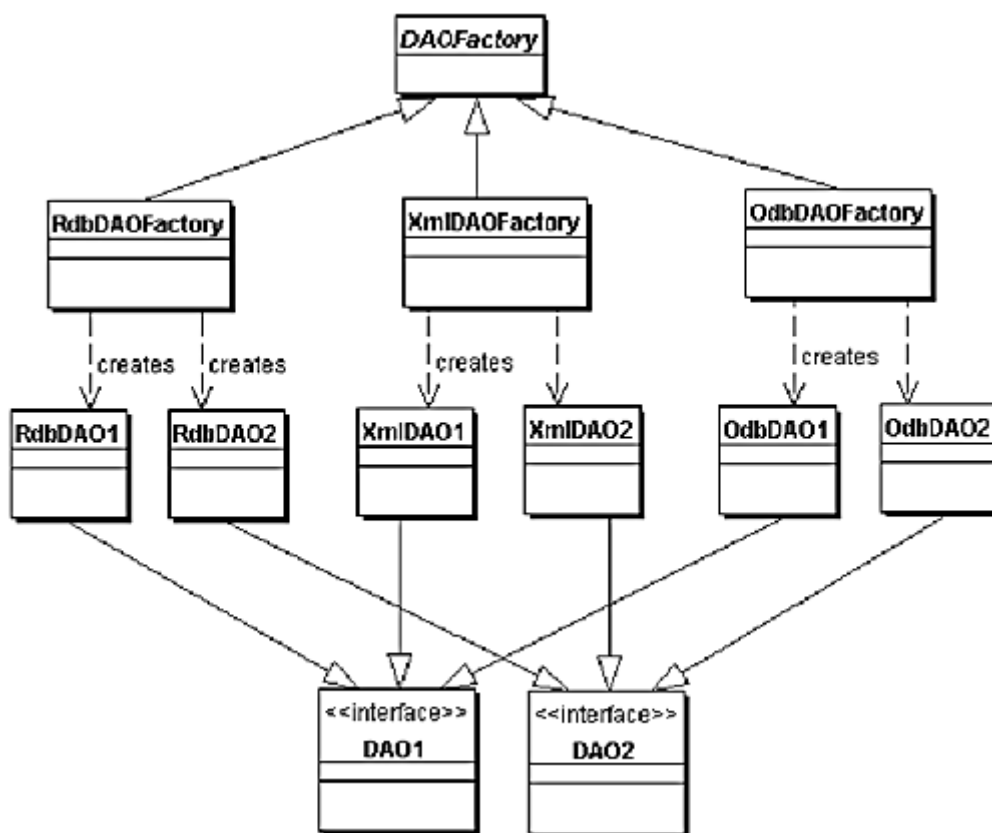 DAOFactory
RdbDAOFactory
XmlDAOFactory
OdbDAOFactory
creates
creates
creates
creates
RdbDAO1
RdbDAO2
XmlDAO1
XmlDAO2
OdbDAO1
OdbDAO2
<<interface>>
DAO1
<<interface>>
DAO2